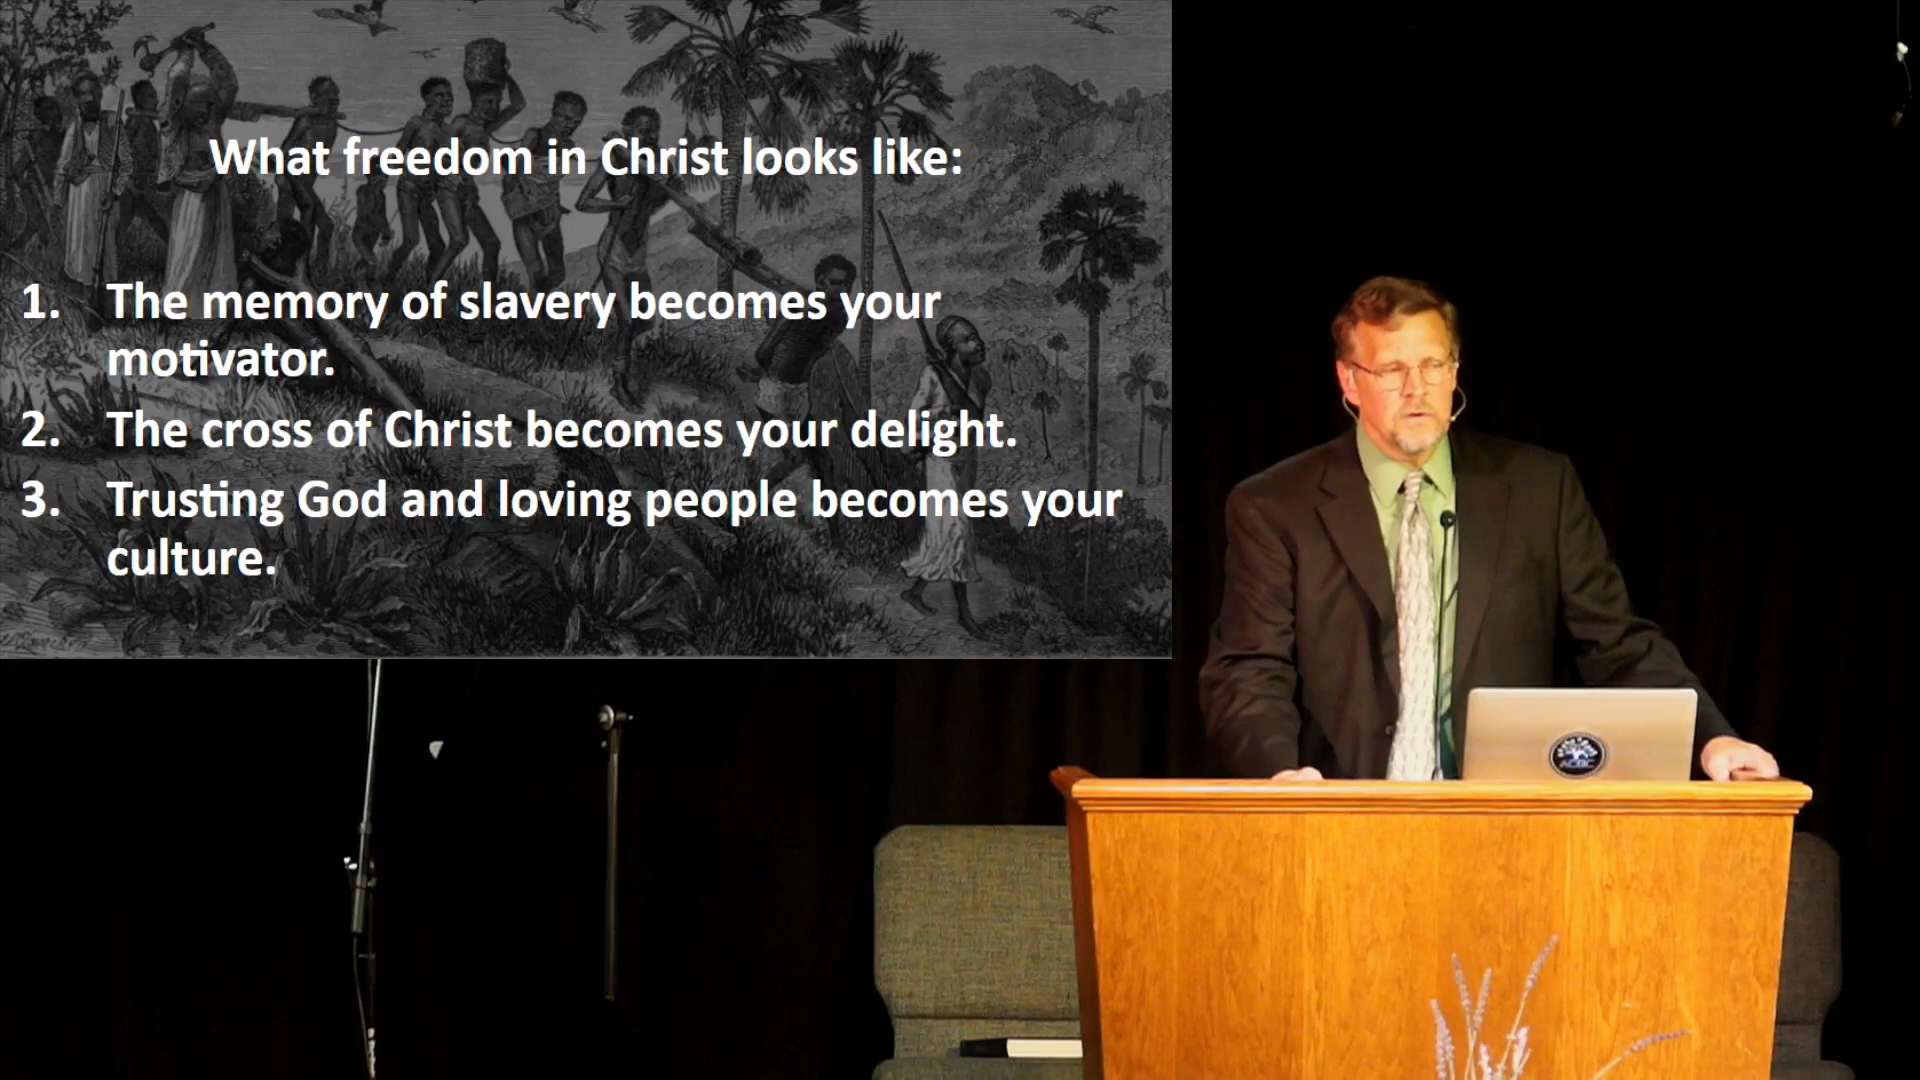 What freedom in Christ looks like:
1. The memory of slavery becomes your
motivator.
2. The cross of Christ becomes your delight.
3. Trusting God and loving people becomes your
culture.
ACBC